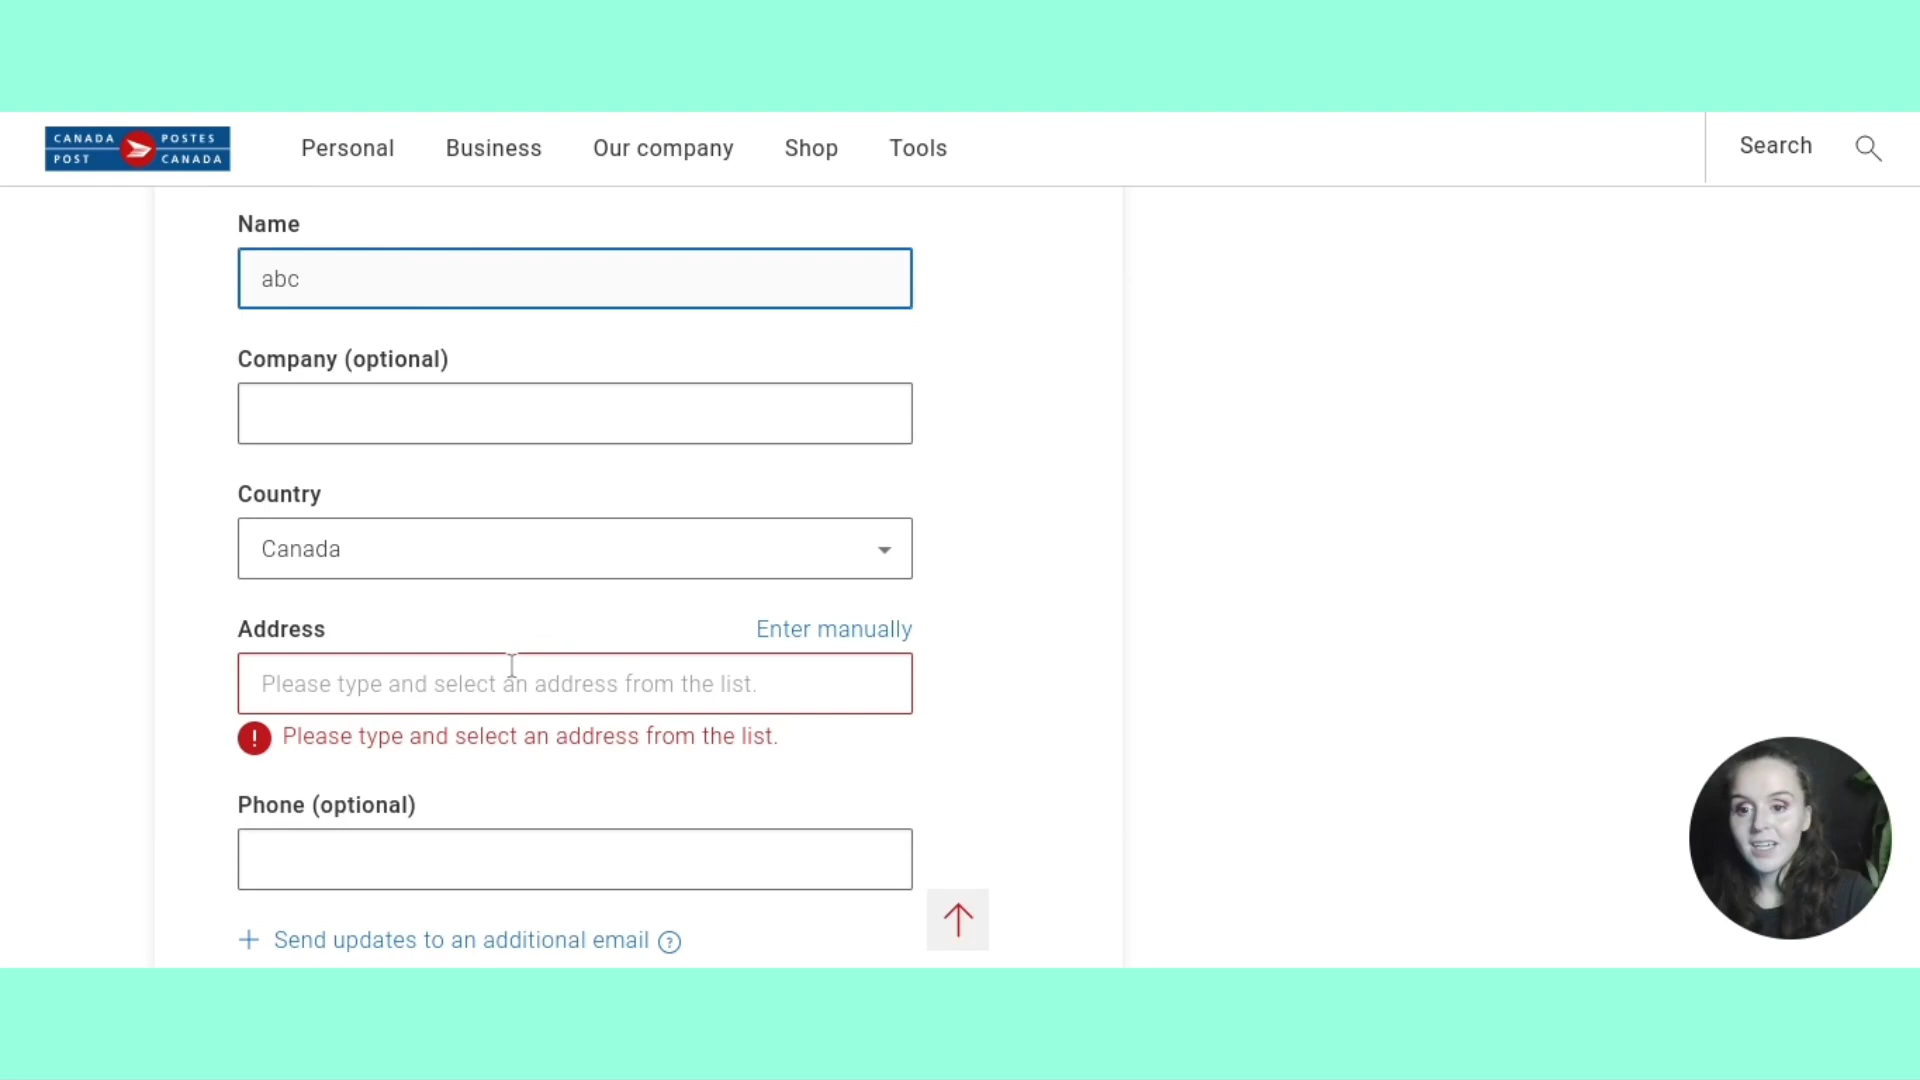 CANADA POSTES
POST CANADA
Personal Business Our company Shop Tools Search
Name
abc
Company (optional)
Country
Canada
Address Enter manually
Please type and select an address from the list.
! Please type and select an address from the list.
Phone (optional)
+ Send updates to an additional email ?